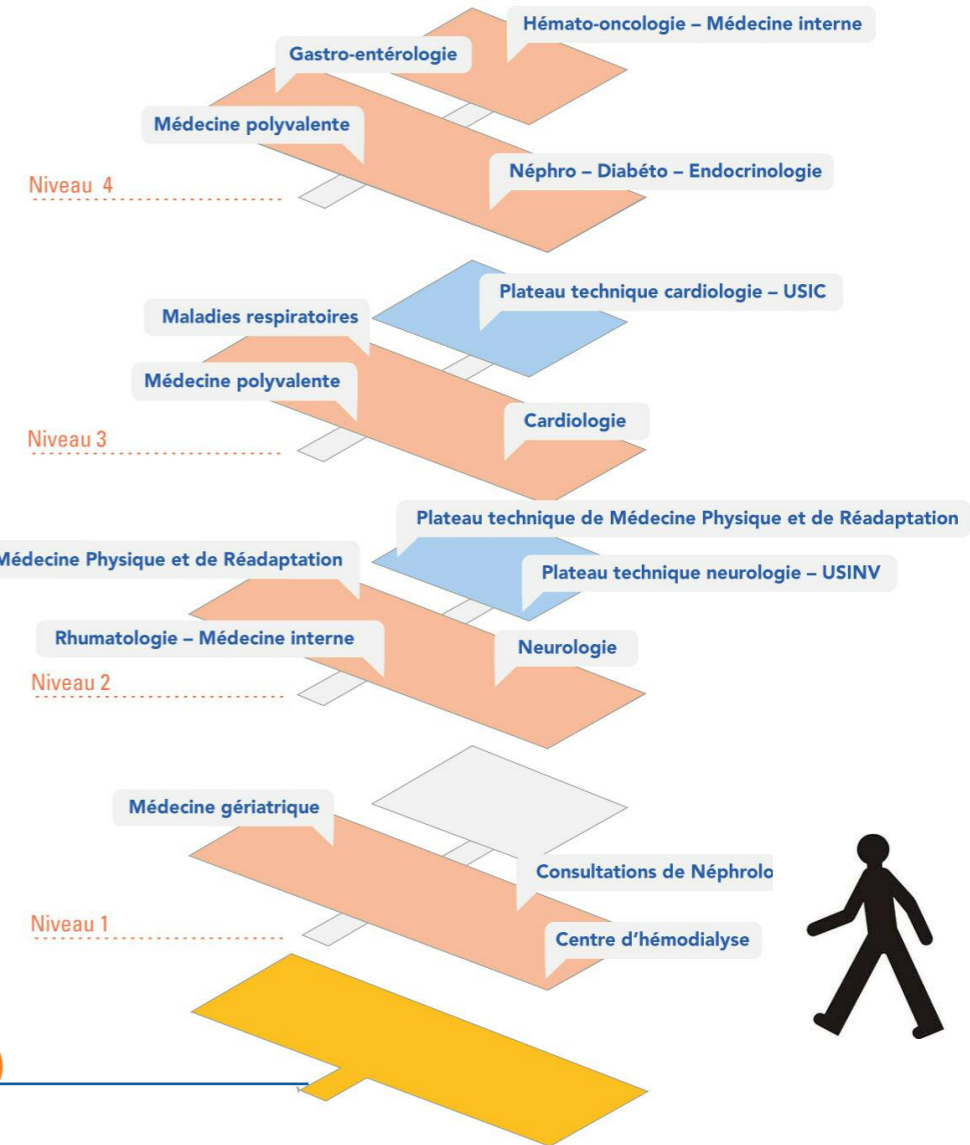 Hémato-oncologie – Médecine interne
Gastro-entérologie
Médecine polyvalente
Néphro – Diabéto – Endocrinologie
Niveau 4
Plateau technique cardiologie – USIC
Maladies respiratoires
Médecine polyvalente
Cardiologie
Niveau 3
Plateau technique de Médecine Physique et de Réadaptation
Médecine Physique et de Réadaptation
Plateau technique neurologie – USINV
Rhumatologie – Médecine interne
Neurologie
Niveau 2
Médecine gériatrique
Consultations de Néphrolo
Centre d'hémodialyse
Niveau 1